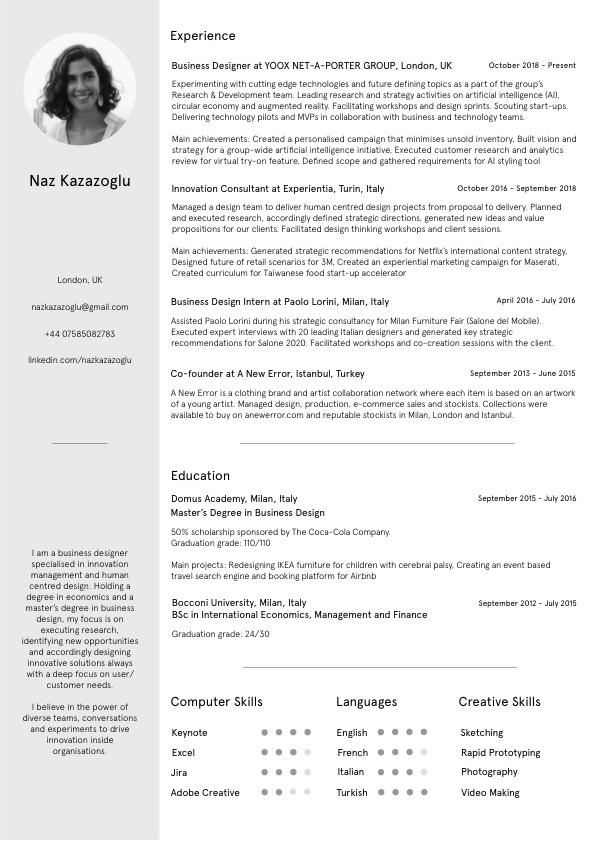 Naz Kazazoglu
London, UK
nazkazazoglu@gmail.com
+44 07585082783
linkedin.com/nazkazazoglu
I am a business designer
specialised in innovation
management and human
centred design. Holding a
degree in economics and a
master's degree in business
design, my focus is on
executing research,
identifying new opportunities
and accordingly designing
innovative solutions always
with a deep focus on user/
customer needs.
I believe in the power of
diverse teams, conversations
and experiments to drive
innovation inside
organisations.
Experience
Business Designer at YOOX NET-A-PORTER GROUP, London, UK October 2018 - Present
Experimenting with cutting edge technologies and future defining topics as a part of the group's
Research & Development team. Leading research and strategy activities on artificial intelligence (AI),
circular economy and augmented reality. Facilitating workshops and design sprints. Scouting start-ups.
Delivering technology pilots and MVPs in collaboration with business and technology teams.
Main achievements: Created a personalised campaign that minimises unsold inventory, Built vision and
strategy for a group-wide artificial intelligence initiative, Executed customer research and analytics
review for virtual try-on feature, Defined scope and gathered requirements for AI styling tool
Innovation Consultant at Experientia, Turin, Italy October 2016 - September 2018
Managed a design team to deliver human centred design projects from proposal to delivery. Planned
and executed research, accordingly defined strategic directions, generated new ideas and value
propositions for our clients. Facilitated design thinking workshops and client sessions.
Main achievements: Generated strategic recommendations for Netflix's international content strategy,
Designed future of retail scenarios for 3M, Created an experiential marketing campaign for Maserati,
Created curriculum for Taiwanese food start-up accelerator
Business Design Intern at Paolo Lorini, Milan, Italy April 2016 - July 2016
Assisted Paolo Lorini during his strategic consultancy for Milan Furniture Fair (Salone del Mobile).
Executed expert interviews with 20 leading Italian designers and generated key strategic
recommendations for Salone 2020. Facilitated workshops and co-creation sessions with the client.
Co-founder at A New Error, Istanbul, Turkey September 2013 - June 2015
A New Error is a clothing brand and artist collaboration network where each item is based on an artwork
of a young artist. Managed design, production, e-commerce sales and stockists. Collections were
available to buy on anewerror.com and reputable stockists in Milan, London and Istanbul.
Education
Domus Academy, Milan, Italy September 2015 - July 2016
Master's Degree in Business Design
50% scholarship sponsored by The Coca-Cola Company.
Graduation grade: 110/110
Main projects: Redesigning IKEA furniture for children with cerebral palsy, Creating an event based
travel search engine and booking platform for Airbnb
Bocconi University, Milan, Italy September 2012 - July 2015
BSc in International Economics, Management and Finance
Graduation grade: 24/30
Computer Skills
Keynote
Excel
Jira
Adobe Creative
Languages
English
French
Italian
Turkish
Creative Skills
Sketching
Rapid Prototyping
Photography
Video Making